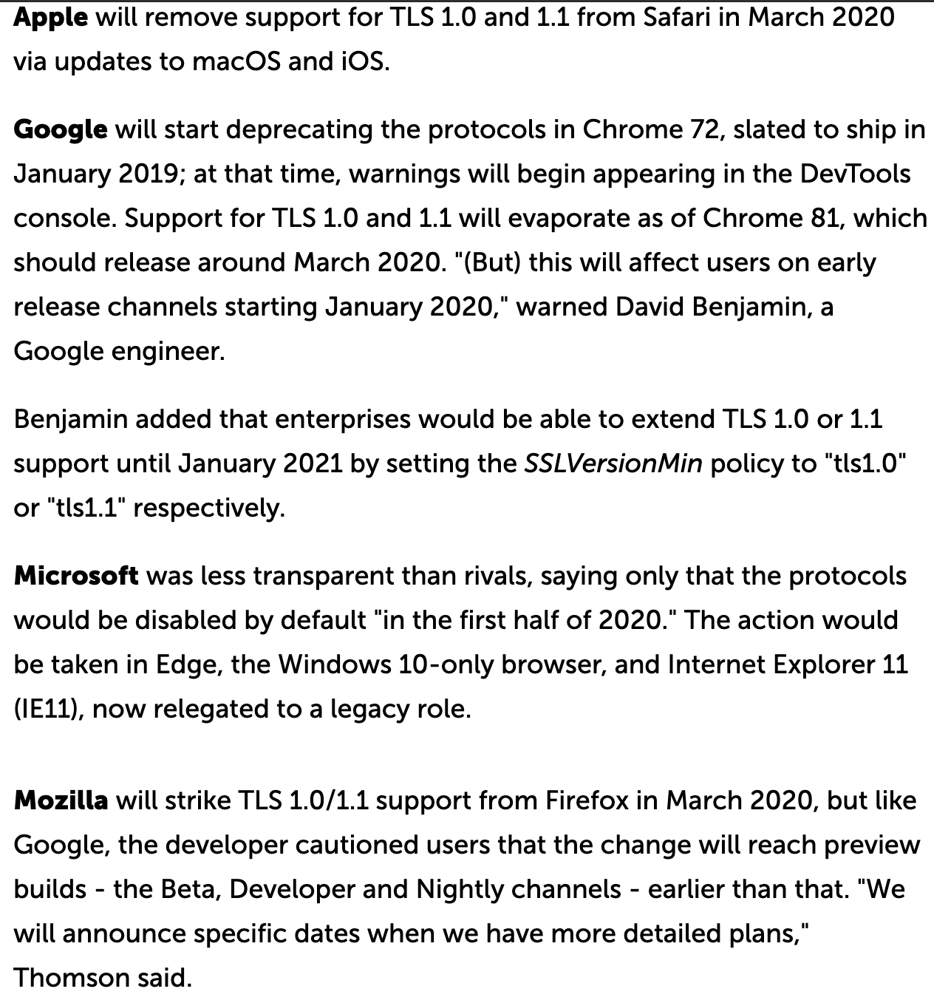 Apple will remove support for TLS 1.0 and 1.1 from Safari in March 2020
via updates to macOS and iOS.
Google will start deprecating the protocols in Chrome 72, slated to ship in
January 2019; at that time, warnings will begin appearing in the DevTools
console. Support for TLS 1.0 and 1.1 will evaporate as of Chrome 81, which
should release around March 2020. "(But) this will affect users on early
release channels starting January 2020," warned David Benjamin, a
Google engineer.
Benjamin added that enterprises would be able to extend TLS 1.0 or 1.1
support until January 2021 by setting the SSLVersionMin policy to "tls1.0"
or "tls1.1" respectively.
Microsoft was less transparent than rivals, saying only that the protocols
would be disabled by default "in the first half of 2020." The action would
be taken in Edge, the Windows 10-only browser, and Internet Explorer 11
(IE11), now relegated to a legacy role.
Mozilla will strike TLS 1.0/1.1 support from Firefox in March 2020, but like
Google, the developer cautioned users that the change will reach preview
builds - the Beta, Developer and Nightly channels - earlier than that. "We
will announce specific dates when we have more detailed plans,"
Thomson said.